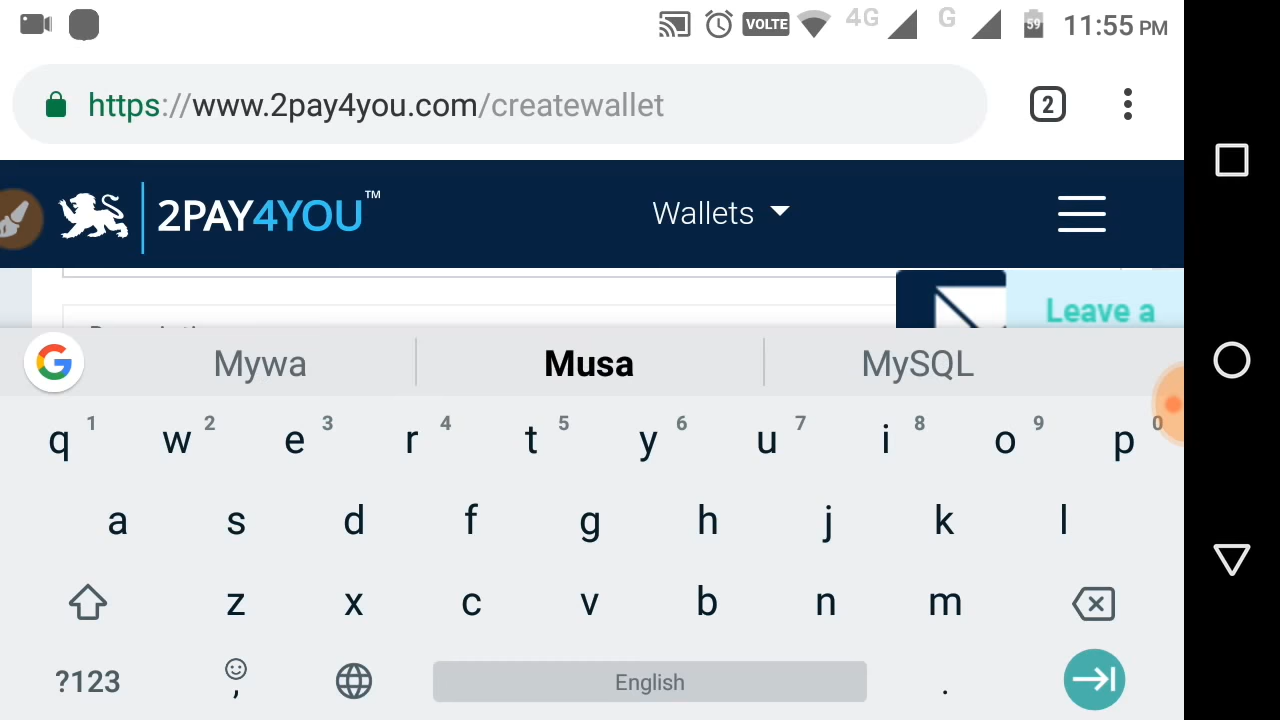 VOLTE 4G G 59 11:55 PM
https://www.2pay4you.com/createwallet 2
2PAY4YOU™ Wallets
Leave a
Mywa Musa MySQL
q 1 w 2 e 3 r 4 t 5 y 6 u 7 i 8 o 9 p 0
a s d f g h j k l
z x c v b n m
?123 , English .